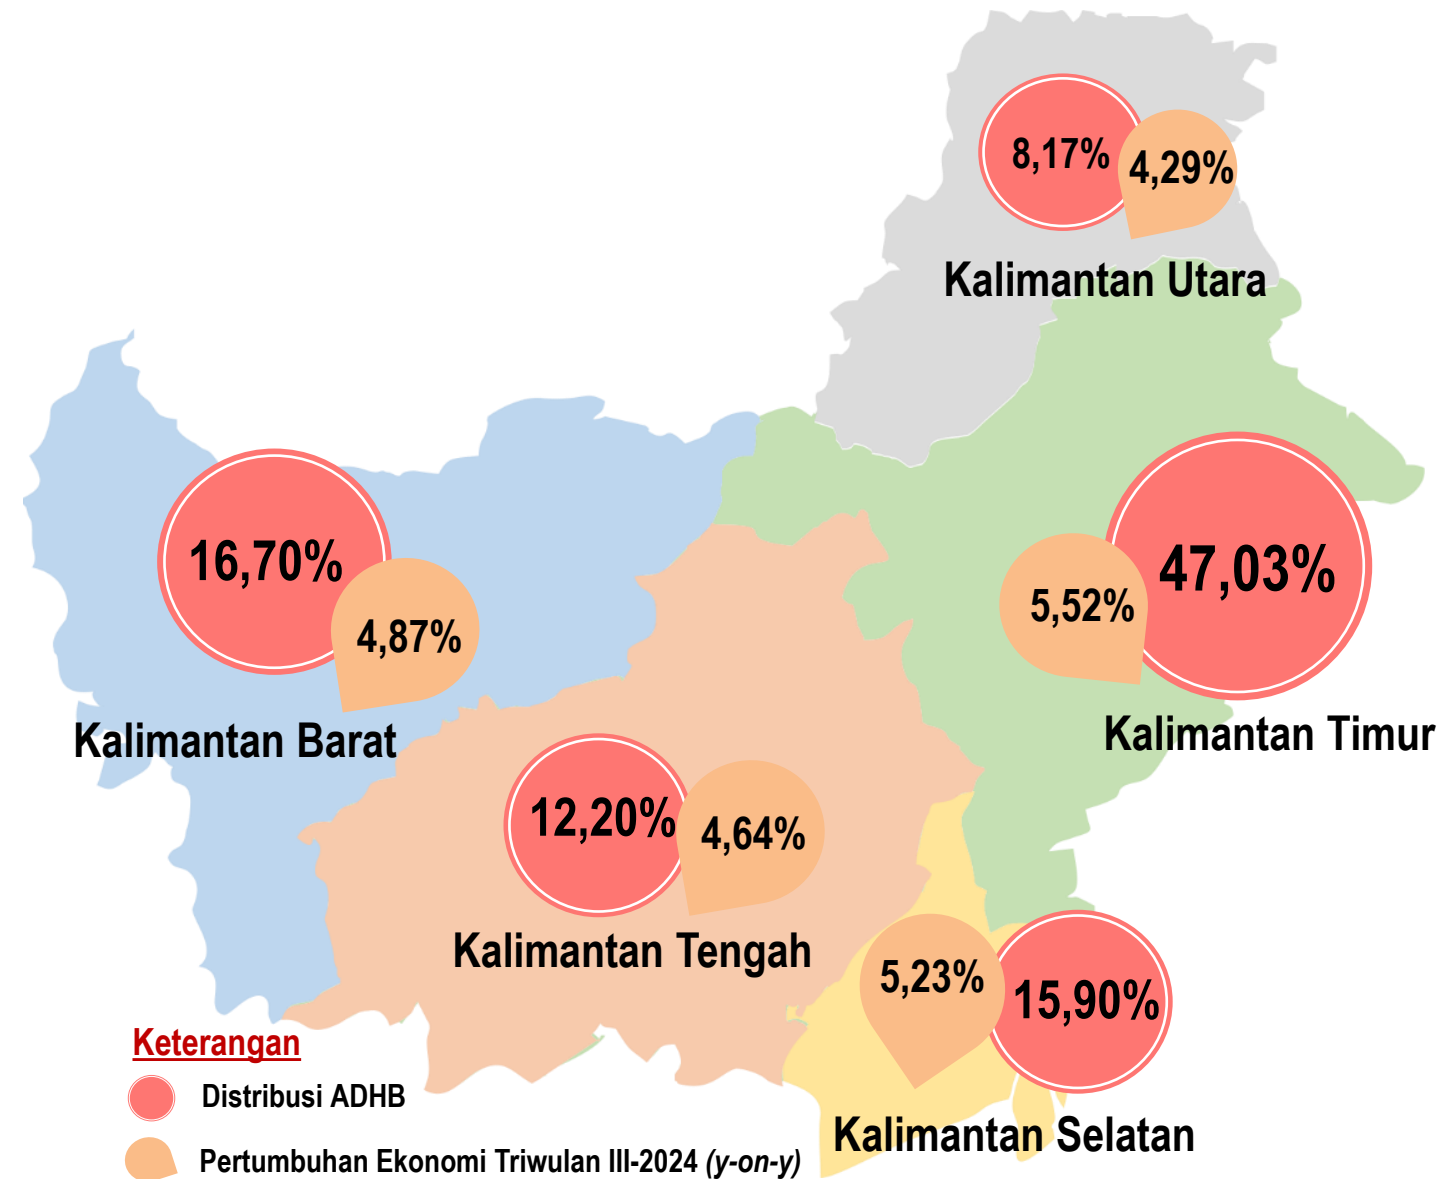 8,17%
4,29%
Kalimantan Utara
16,70%
4,87%
Kalimantan Barat
5,52%
47,03%
Kalimantan Timur
12,20%
4,64%
Kalimantan Tengah
5,23%
15,90%
Kalimantan Selatan
Keterangan
Distribusi ADHB
Pertumbuhan Ekonomi Triwulan III-2024 (y-on-y)